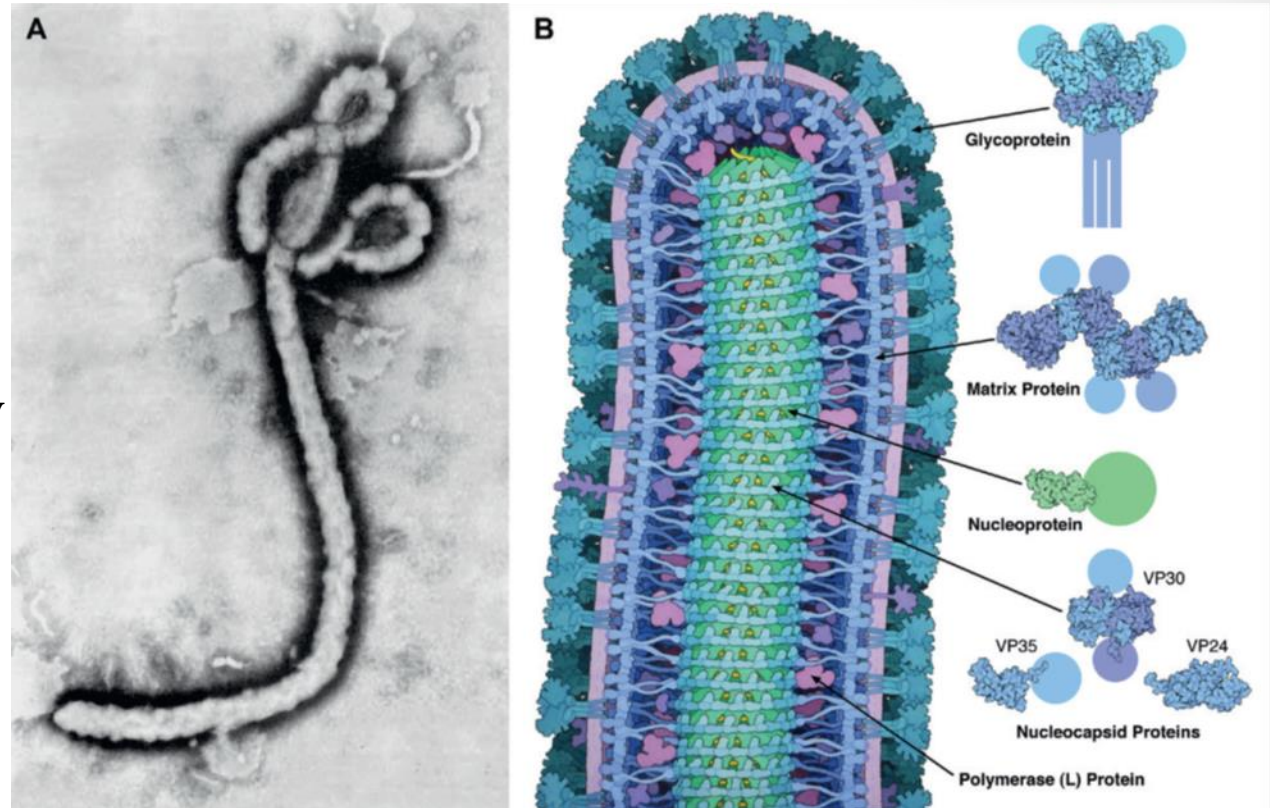 A
B
Glycoprotein
Matrix Protein
Nucleoprotein
VP30
VP35
VP24
Nucleocapsid Proteins
Polymerase (L) Protein